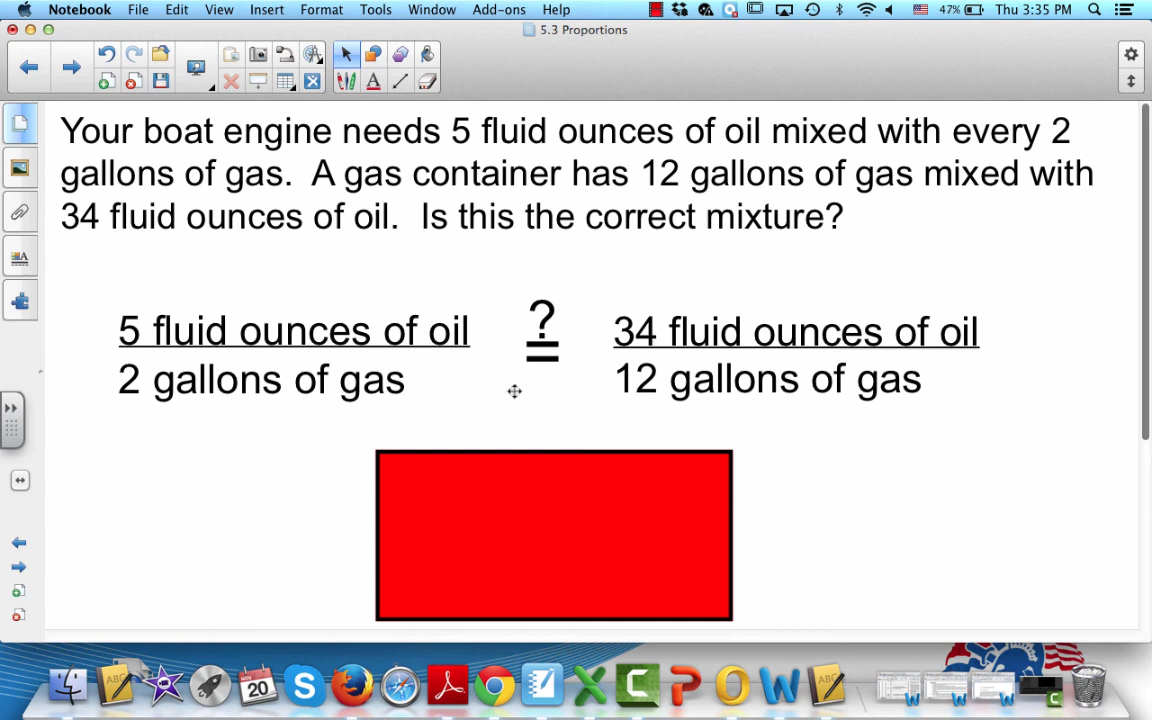 Notebook File Edit View Insert Format Tools Window Add-ons Help 47% Thu 3:35 PM
5.3 Proportions
Your boat engine needs 5 fluid ounces of oil mixed with every 2
gallons of gas. A gas container has 12 gallons of gas mixed with
34 fluid ounces of oil. Is this the correct mixture?
5 fluid ounces of oil ? 34 fluid ounces of oil
=
2 gallons of gas 12 gallons of gas
NOV
20